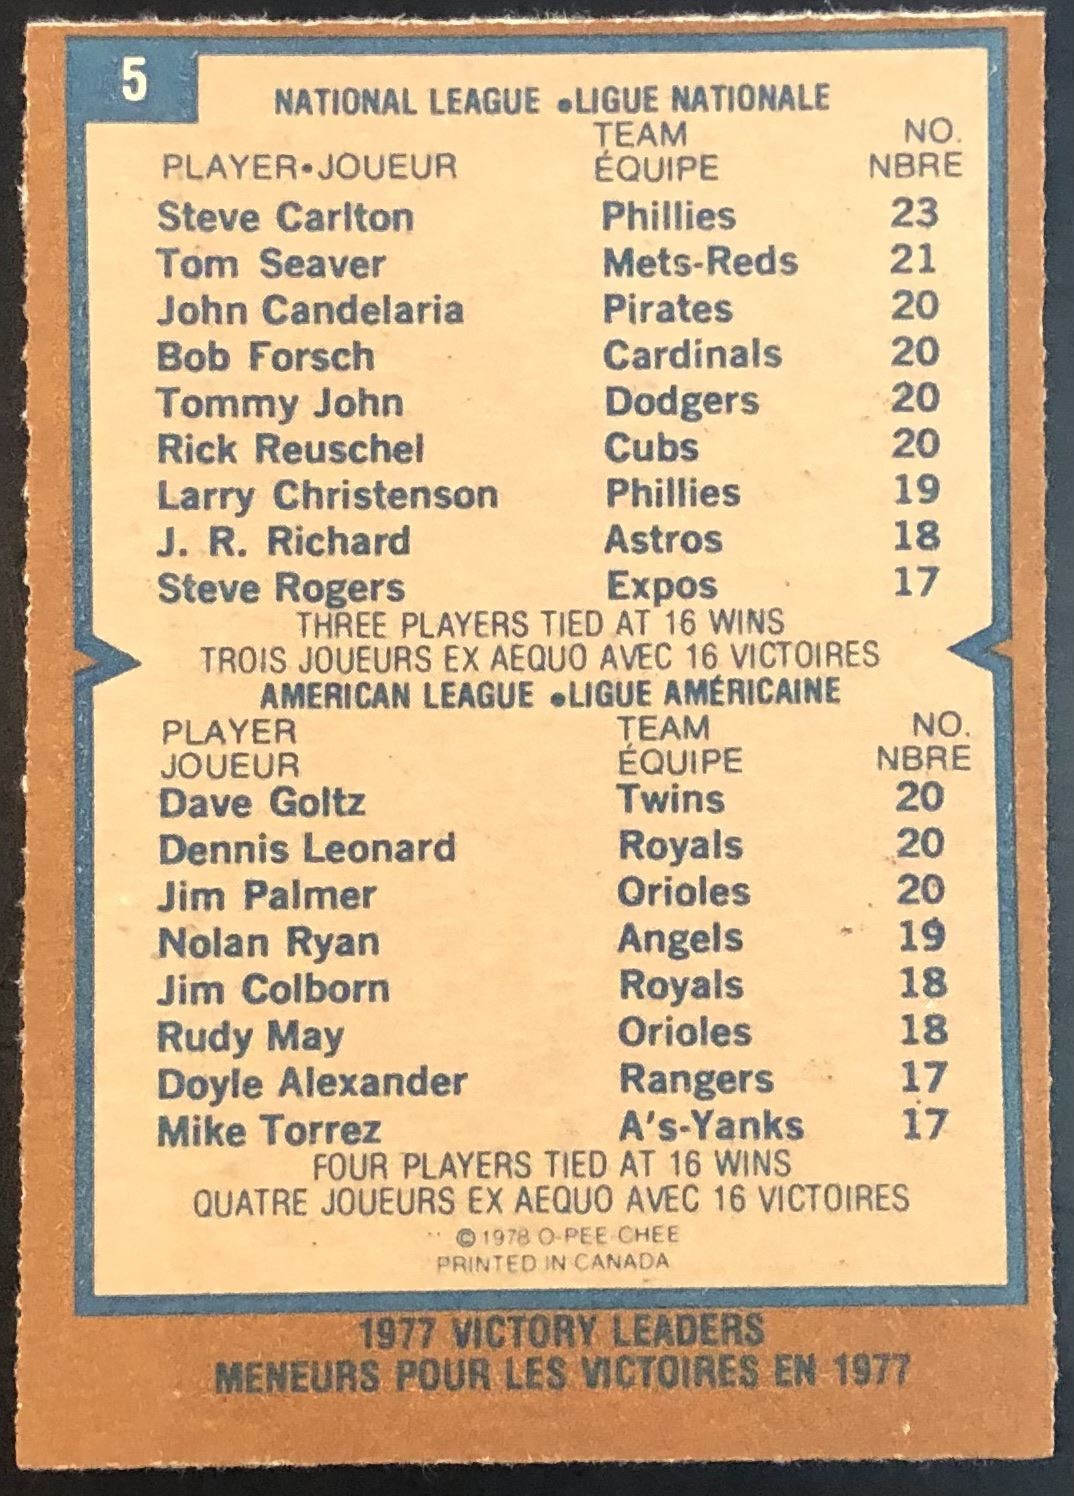 5
NATIONAL LEAGUE •LIGUE NATIONALE
PLAYER•JOUEUR TEAM ÉQUIPE NO. NBRE
Steve Carlton Phillies 23
Tom Seaver Mets-Reds 21
John Candelaria Pirates 20
Bob Forsch Cardinals 20
Tommy John Dodgers 20
Rick Reuschel Cubs 20
Larry Christenson Phillies 19
J. R. Richard Astros 18
Steve Rogers Expos 17
THREE PLAYERS TIED AT 16 WINS
TROIS JOUEURS EX AEQUO AVEC 16 VICTOIRES
AMERICAN LEAGUE •LIGUE AMÉRICAINE
PLAYER TEAM NO.
JOUEUR ÉQUIPE NBRE
Dave Goltz Twins 20
Dennis Leonard Royals 20
Jim Palmer Orioles 20
Nolan Ryan Angels 19
Jim Colborn Royals 18
Rudy May Orioles 18
Doyle Alexander Rangers 17
Mike Torrez A's-Yanks 17
FOUR PLAYERS TIED AT 16 WINS
QUATRE JOUEURS EX AEQUO AVEC 16 VICTOIRES
© 1978 O-PEE-CHEE
PRINTED IN CANADA
1977 VICTORY LEADERS
MENEURS POUR LES VICTOIRES EN 1977